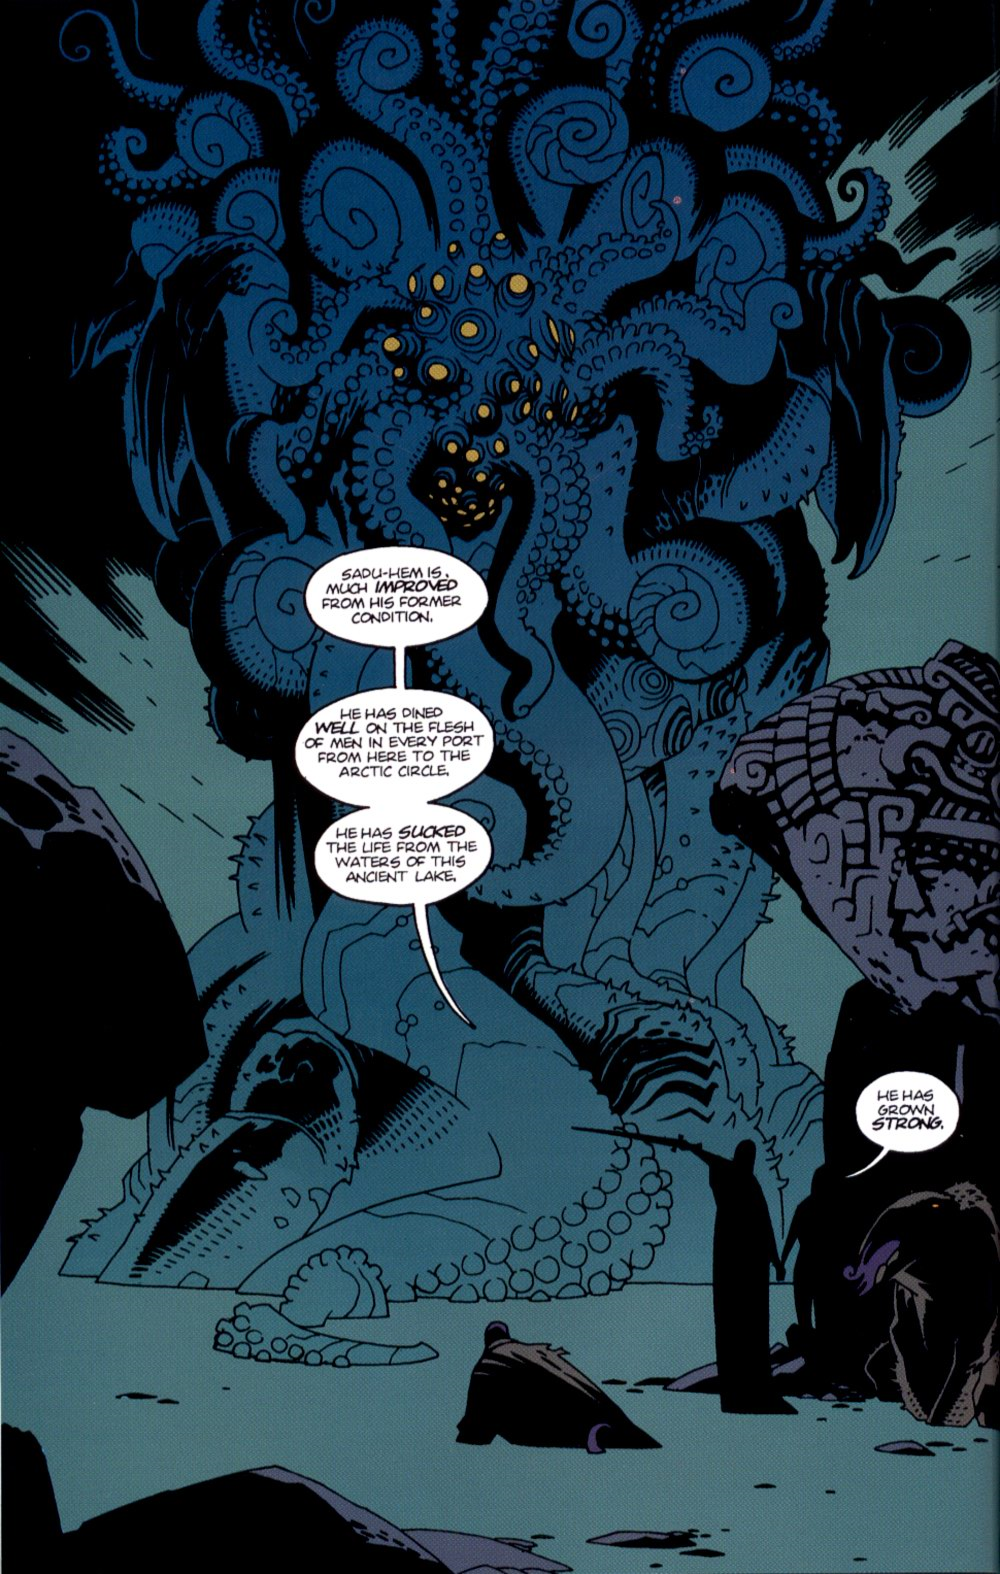 SADU-HEM IS
MUCH IMPROVED
FROM HIS FORMER
CONDITION.
HE HAS DINED
WELL ON THE FLESH
OF MEN IN EVERY PORT
FROM HERE TO THE
ARCTIC CIRCLE.
HE HAS SUCKED
THE LIFE FROM THE
WATERS OF THIS
ANCIENT LAKE.
HE HAS
GROWN
STRONG.